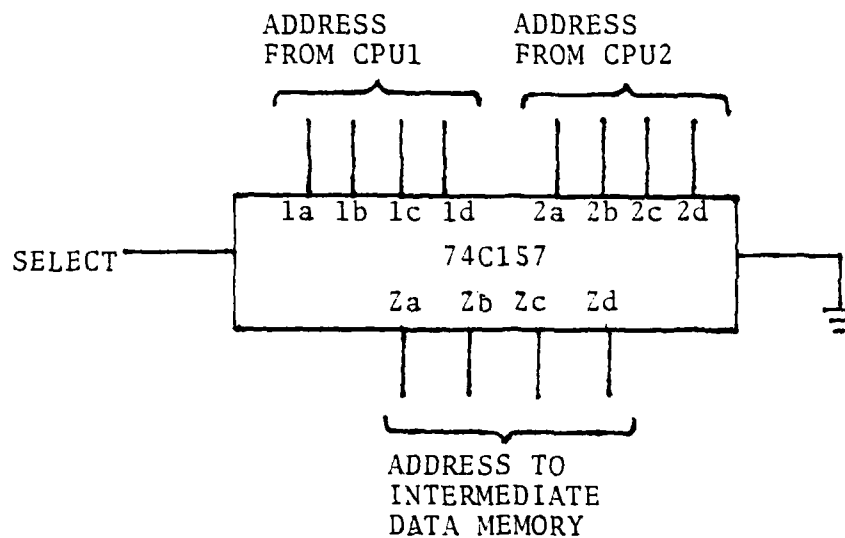 ADDRESS
FROM CPU1
ADDRESS
FROM CPU2
1a 1b 1c 1d 2a 2b 2c 2d
SELECT
74C157
Za Zb Zc Zd
ADDRESS TO
INTERMEDIATE
DATA MEMORY